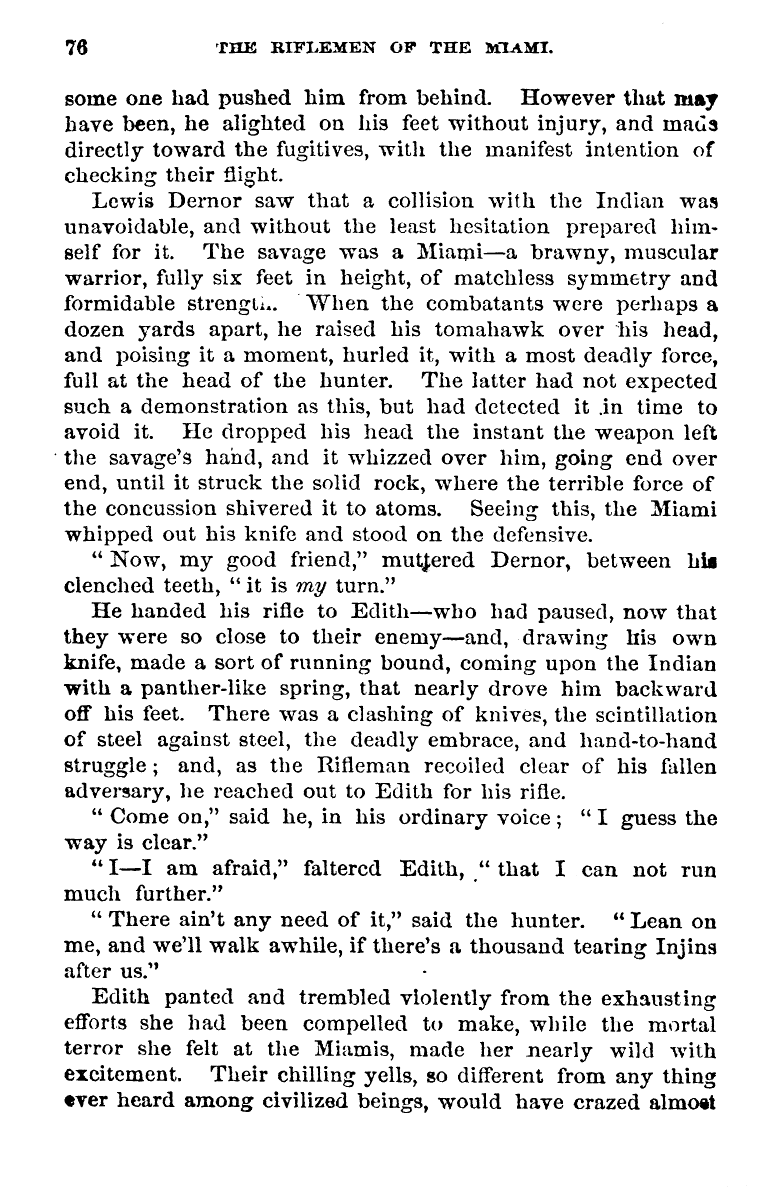 76 THE RIFLEMEN OF THE MIAMI.
some one had pushed him from behind. However that may
have been, he alighted on his feet without injury, and made
directly toward the fugitives, with the manifest intention of
checking their flight.
Lewis Dernor saw that a collision with the Indian was
unavoidable, and without the least hesitation prepared him-
self for it. The savage was a Miami—a brawny, muscular
warrior, fully six feet in height, of matchless symmetry and
formidable strength. When the combatants were perhaps a
dozen yards apart, he raised his tomahawk over his head,
and poising it a moment, hurled it, with a most deadly force,
full at the head of the hunter. The latter had not expected
such a demonstration as this, but had detected it in time to
avoid it. He dropped his head the instant the weapon left
the savage's hand, and it whizzed over him, going end over
end, until it struck the solid rock, where the terrible force of
the concussion shivered it to atoms. Seeing this, the Miami
whipped out his knife and stood on the defensive.
"Now, my good friend," muttered Dernor, between his
clenched teeth, "it is my turn."
He handed his rifle to Edith—who had paused, now that
they were so close to their enemy—and, drawing his own
knife, made a sort of running bound, coming upon the Indian
with a panther-like spring, that nearly drove him backward
off his feet. There was a clashing of knives, the scintillation
of steel against steel, the deadly embrace, and hand-to-hand
struggle; and, as the Rifleman recoiled clear of his fallen
adversary, he reached out to Edith for his rifle.
"Come on," said he, in his ordinary voice; "I guess the
way is clear."
"I—I am afraid," faltered Edith, "that I can not run
much further."
"There ain't any need of it," said the hunter. "Lean on
me, and we'll walk awhile, if there's a thousand tearing Injins
after us."
Edith panted and trembled violently from the exhausting
efforts she had been compelled to make, while the mortal
terror she felt at the Miamis, made her nearly wild with
excitement. Their chilling yells, so different from any thing
ever heard among civilized beings, would have crazed almost